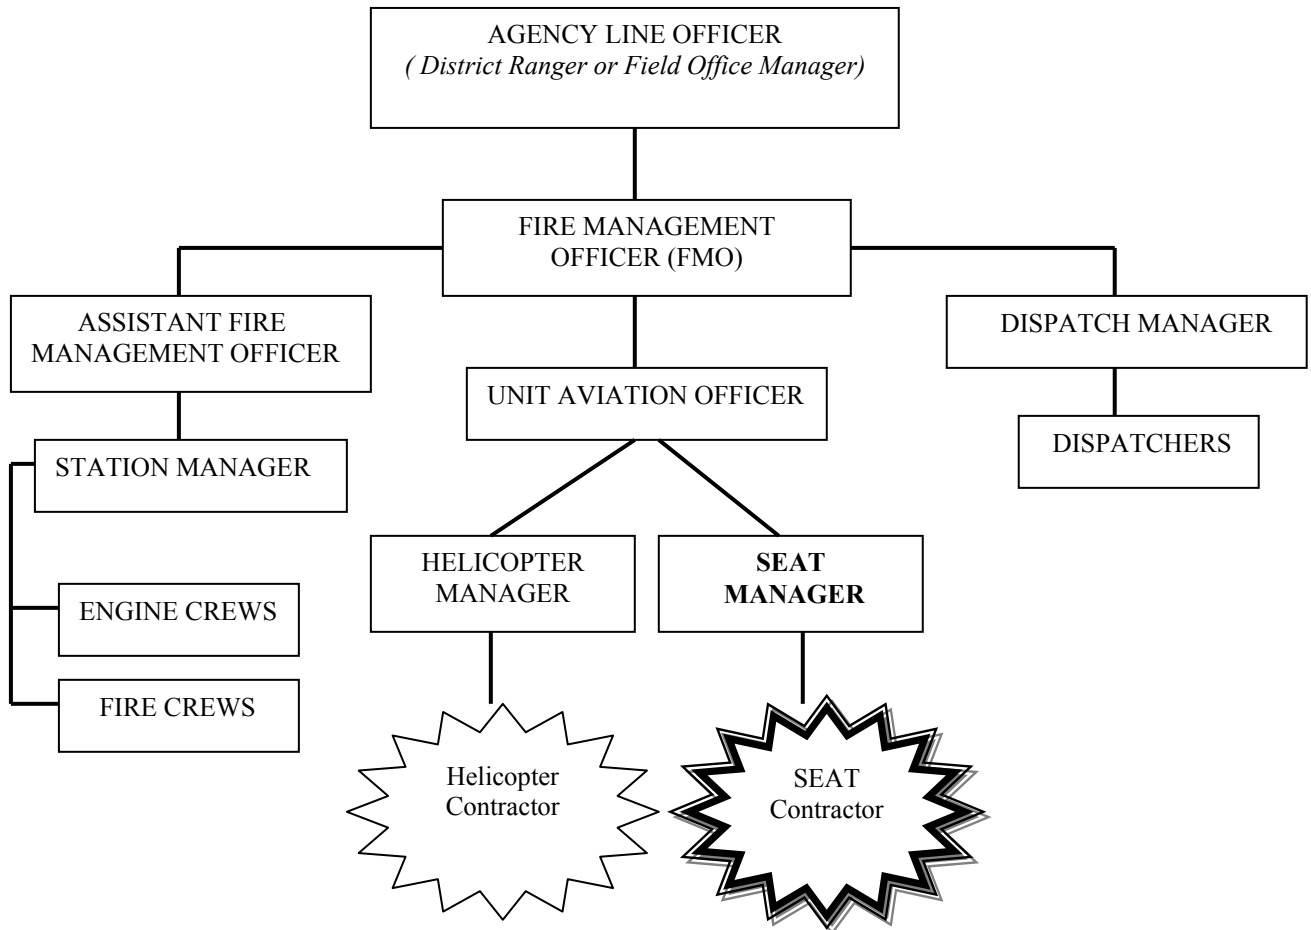 AGENCY LINE OFFICER
( District Ranger or Field Office Manager)
FIRE MANAGEMENT
OFFICER (FMO)
ASSISTANT FIRE
MANAGEMENT OFFICER
DISPATCH MANAGER
UNIT AVIATION OFFICER
DISPATCHERS
STATION MANAGER
HELICOPTER
MANAGER
SEAT
MANAGER
ENGINE CREWS
FIRE CREWS
Helicopter
Contractor
SEAT
Contractor